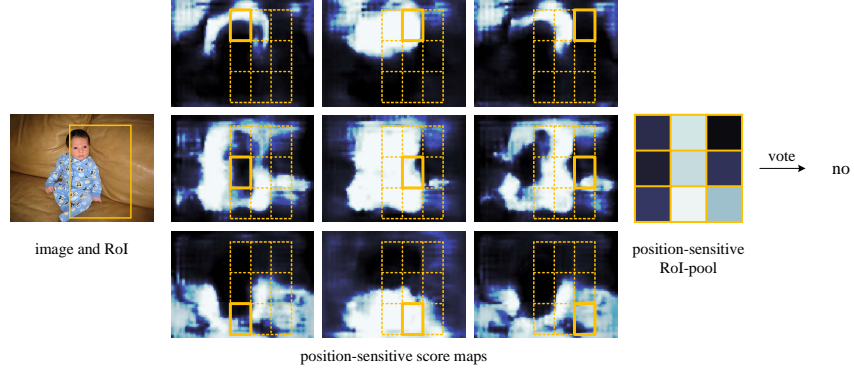 image and RoI
position-sensitive score maps
position-sensitive
RoI-pool
vote
no